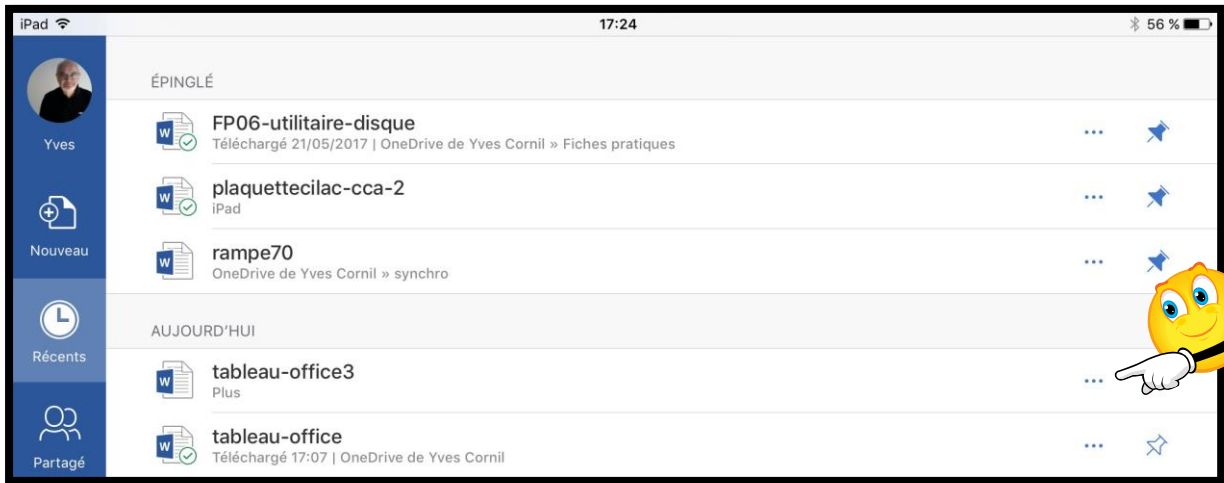 iPad 17:24 56 %
Yves
Nouveau
Récents
Partagé
ÉPINGLÉ
FP06-utilitaire-disque
Téléchargé 21/05/2017 | OneDrive de Yves Cornil » Fiches pratiques
plaquettecilac-cca-2
iPad
rampe70
OneDrive de Yves Cornil » synchro
AUJOURD'HUI
tableau-office3
Plus
tableau-office
Téléchargé 17:07 | OneDrive de Yves Cornil